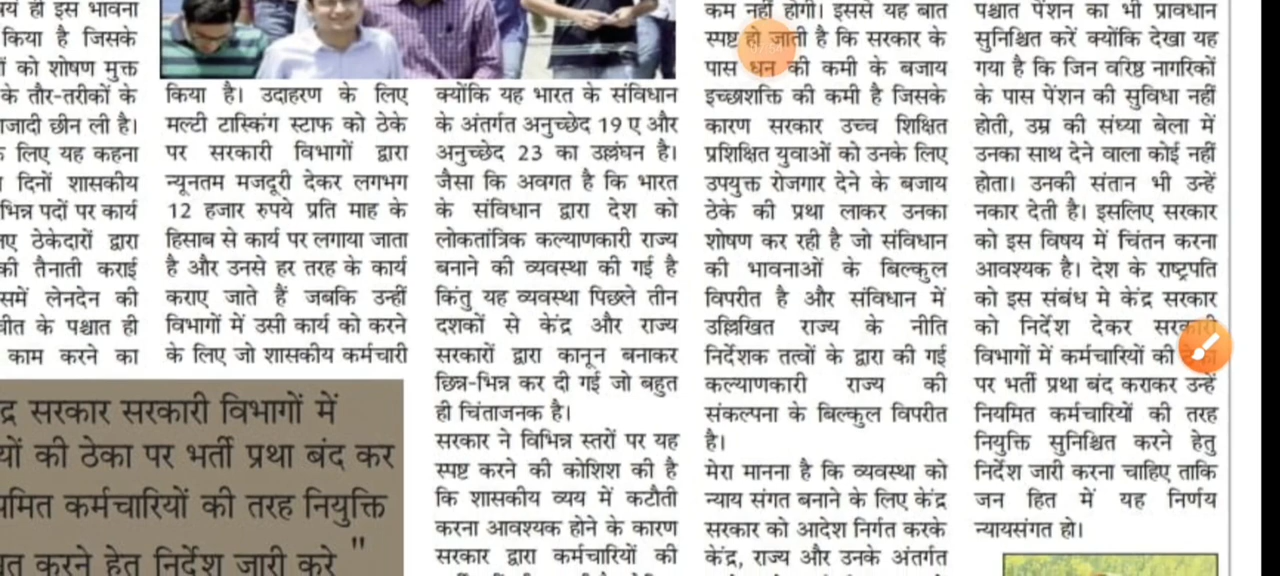 यं ही इस भावना
किया है जिसके
ं को शोषण मुक्त
के तौर-तरीकों के
जादी छीन ली है।
लिए यह कहना
दिनों शासकीय
भिन्न पदों पर कार्य
ठेकेदारों द्वारा
की तैनाती कराई
समें लेनदेन की
वीत के पश्चात ही
काम करने का
द्र सरकार सरकारी विभागों में
यों की ठेका पर भर्ती प्रथा बंद कर
यमित कर्मचारियों की तरह नियुक्ति
त करने हेतु निर्देश जारी करे "
किया है। उदाहरण के लिए
मल्टी टास्किंग स्टाफ को ठेके
पर सरकारी विभागों द्वारा
न्यूनतम मजदूरी देकर लगभग
12 हजार रुपये प्रति माह के
हिसाब से कार्य पर लगाया जाता
है और उनसे हर तरह के कार्य
कराए जाते हैं जबकि उन्हीं
विभागों में उसी कार्य को करने
के लिए जो शासकीय कर्मचारी
क्योंकि यह भारत के संविधान
के अंतर्गत अनुच्छेद 19 ए और
अनुच्छेद 23 का उल्लंघन है।
जैसा कि अवगत है कि भारत
के संविधान द्वारा देश को
लोकतांत्रिक कल्याणकारी राज्य
बनाने की व्यवस्था की गई है
किंतु यह व्यवस्था पिछले तीन
दशकों से केंद्र और राज्य
सरकारों द्वारा कानून बनाकर
छिन्न-भिन्न कर दी गई जो बहुत
ही चिंताजनक है।
सरकार ने विभिन्न स्तरों पर यह
स्पष्ट करने की कोशिश की है
कि शासकीय व्यय में कटौती
करना आवश्यक होने के कारण
सरकार द्वारा कर्मचारियों की
कम नहीं होगी। इससे यह बात
स्पष्ट हो जाती है कि सरकार के
पास धन की कमी के बजाय
इच्छाशक्ति की कमी है जिसके
कारण सरकार उच्च शिक्षित
प्रशिक्षित युवाओं को उनके लिए
उपयुक्त रोजगार देने के बजाय
ठेके की प्रथा लाकर उनका
शोषण कर रही है जो संविधान
की भावनाओं के बिल्कुल
विपरीत है और संविधान में
उल्लिखित राज्य के नीति
निर्देशक तत्वों के द्वारा की गई
कल्याणकारी राज्य की
संकल्पना के बिल्कुल विपरीत
है।
मेरा मानना है कि व्यवस्था को
न्याय संगत बनाने के लिए केंद्र
सरकार को आदेश निर्गत करके
केंद्र, राज्य और उनके अंतर्गत
पश्चात पेंशन का भी प्रावधान
सुनिश्चित करें क्योंकि देखा यह
गया है कि जिन वरिष्ठ नागरिकों
के पास पेंशन की सुविधा नहीं
होती, उम्र की संध्या बेला में
उनका साथ देने वाला कोई नहीं
होता। उनकी संतान भी उन्हें
नकार देती है। इसलिए सरकार
को इस विषय में चिंतन करना
आवश्यक है। देश के राष्ट्रपति
को इस संबंध मे केंद्र सरकार
को निर्देश देकर सरकारी
विभागों में कर्मचारियों की ठेका
पर भर्ती प्रथा बंद कराकर उन्हें
नियमित कर्मचारियों की तरह
नियुक्ति सुनिश्चित करने हेतु
निर्देश जारी करना चाहिए ताकि
जन हित में यह निर्णय
न्यायसंगत हो।